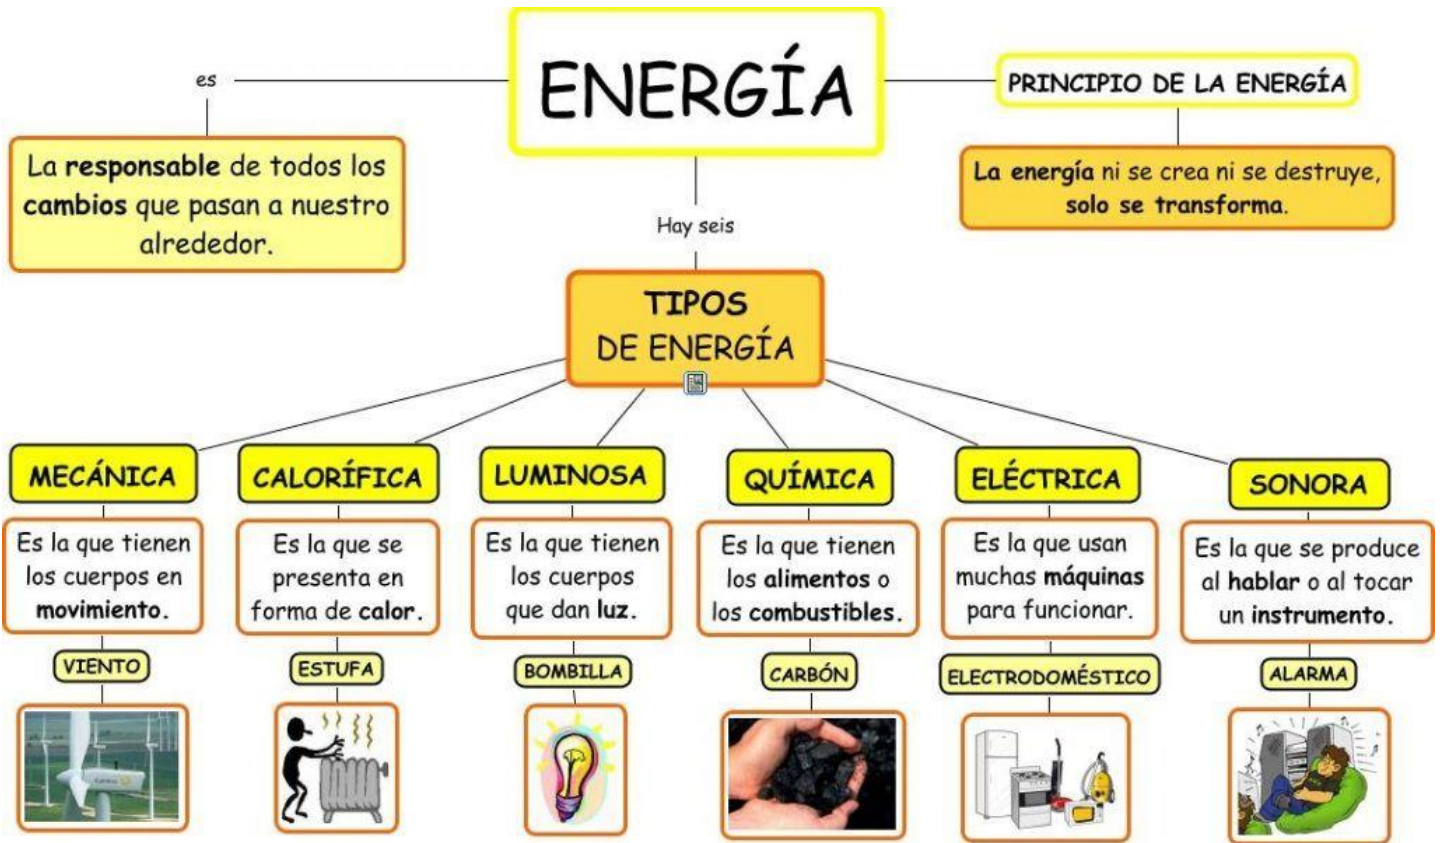 ENERGÍA
es
La responsable de todos los
cambios que pasan a nuestro
alrededor.
PRINCIPIO DE LA ENERGÍA
La energía ni se crea ni se destruye,
solo se transforma.
Hay seis
TIPOS
DE ENERGÍA
MECÁNICA
Es la que tienen
los cuerpos en
movimiento.
VIENTO
CALORÍFICA
Es la que se
presenta en
forma de calor.
ESTUFA
LUMINOSA
Es la que tienen
los cuerpos
que dan luz.
BOMBILLA
QUÍMICA
Es la que tienen
los alimentos o
los combustibles.
CARBÓN
ELÉCTRICA
Es la que usan
muchas máquinas
para funcionar.
ELECTRODOMÉSTICO
SONORA
Es la que se produce
al hablar o al tocar
un instrumento.
ALARMA